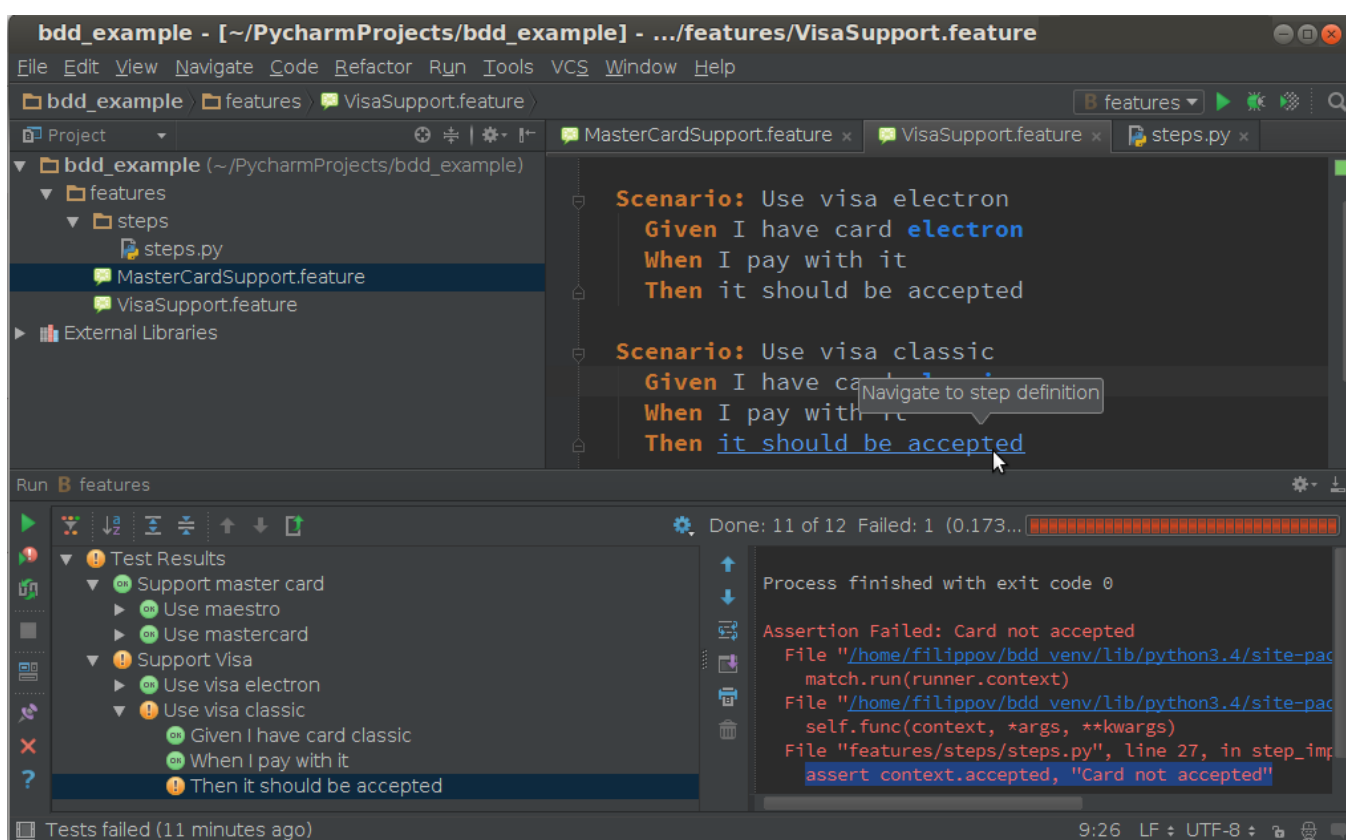 bdd_example - [~/PycharmProjects/bdd_example] - .../features/VisaSupport.feature
File Edit View Navigate Code Refactor Run Tools VCS Window Help
bdd_example features VisaSupport.feature
B features
Project
MasterCardSupport.feature VisaSupport.feature steps.py
bdd_example (~/PycharmProjects/bdd_example)
features
steps
steps.py
MasterCardSupport.feature
VisaSupport.feature
External Libraries
Scenario: Use visa electron
Given I have card electron
When I pay with it
Then it should be accepted
Scenario: Use visa classic
Given I have
Navigate to step definition
When I pay with it
Then it should be accepted
Run B features
Done: 11 of 12 Failed: 1 (0.173...
Test Results
OK Support master card
OK Use maestro
OK Use mastercard
Support Visa
OK Use visa electron
Use visa classic
OK Given I have card classic
OK When I pay with it
Then it should be accepted
Process finished with exit code 0
Assertion Failed: Card not accepted
File "/home/filippov/bdd_venv/lib/python3.4/site-pac
match.run(runner.context)
File "/home/filippov/bdd_venv/lib/python3.4/site-pac
self.func(context, *args, **kwargs)
File "features/steps/steps.py", line 27, in step_imp
assert context.accepted, "Card not accepted"
Tests failed (11 minutes ago)
9:26 LF UTF-8